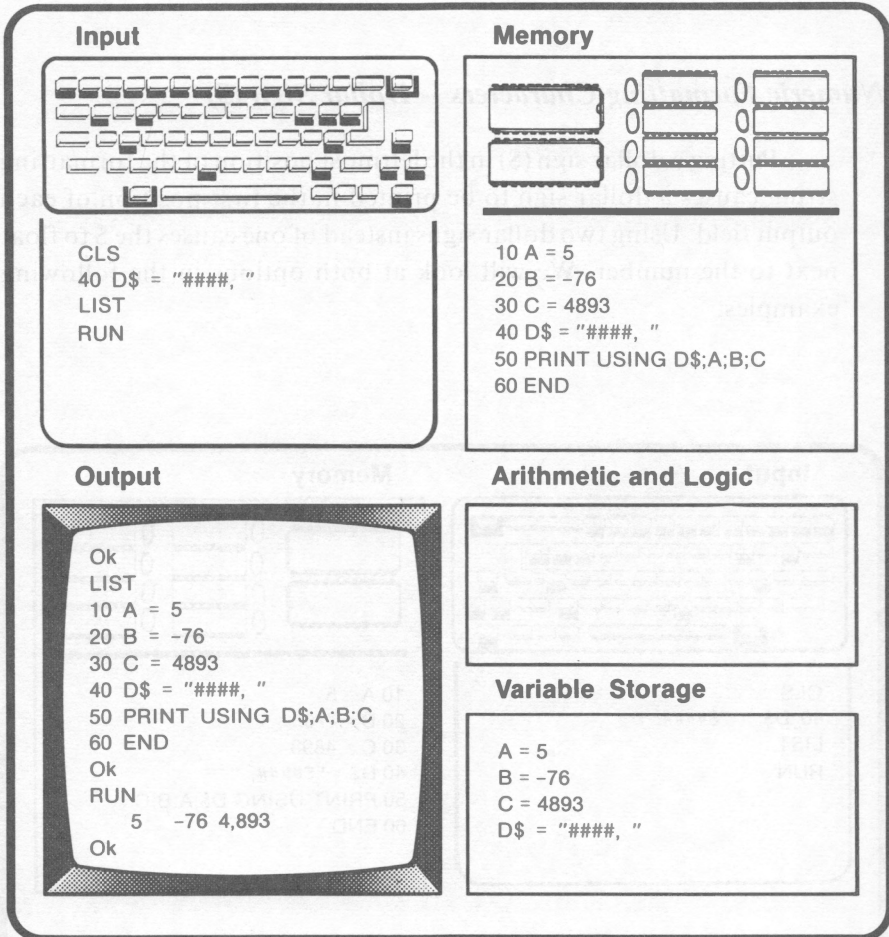 Input
CLS
40 D$ = "####, "
LIST
RUN
Memory
10 A = 5
20 B = –76
30 C = 4893
40 D$ = "####, "
50 PRINT USING D$;A;B;C
60 END
Output
Ok
LIST
10 A = 5
20 B = –76
30 C = 4893
40 D$ = "####, "
50 PRINT USING D$;A;B;C
60 END
Ok
RUN
5 –76 4,893
Ok
Arithmetic and Logic
Variable Storage
A = 5
B = –76
C = 4893
D$ = "####, "